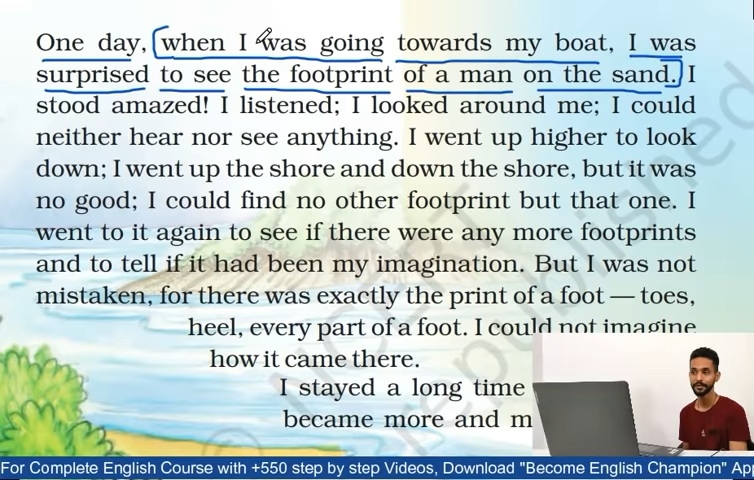 One day, when I was going towards my boat, I was
surprised to see the footprint of a man on the sand. I
stood amazed! I listened; I looked around me; I could
neither hear nor see anything. I went up higher to look
down; I went up the shore and down the shore, but it was
no good; I could find no other footprint but that one. I
went to it again to see if there were any more footprints
and to tell if it had been my imagination. But I was not
mistaken, for there was exactly the print of a foot — toes,
heel, every part of a foot. I could not imagine
how it came there.
I stayed a long time
became more and m
For Complete English Course with +550 step by step Videos, Download "Become English Champion" Ap
© NCERT
republished